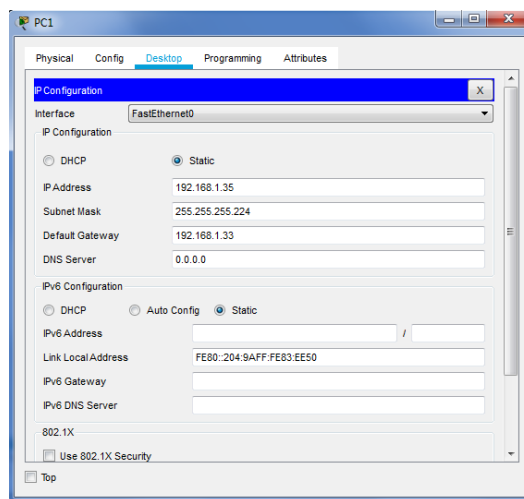 PC1
Physical Config Desktop Programming Attributes
IP Configuration X
Interface FastEthernet0
IP Configuration
DHCP Static
IP Address 192.168.1.35
Subnet Mask 255.255.255.224
Default Gateway 192.168.1.33
DNS Server 0.0.0.0
IPv6 Configuration
DHCP Auto Config Static
IPv6 Address /
Link Local Address FE80::204:9AFF:FE83:EE50
IPv6 Gateway
IPv6 DNS Server
802.1X
Use 802.1X Security
Top